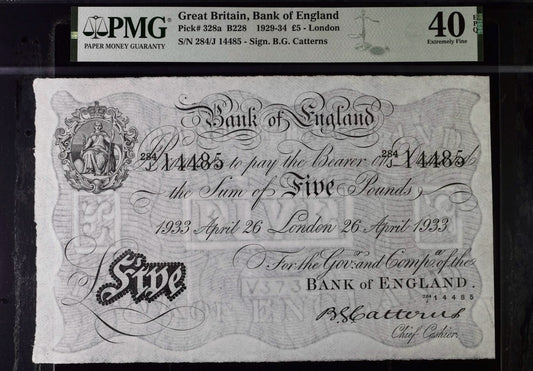 PMG
PAPER MONEY GUARANTY
Great Britain, Bank of England
Pick# 328a B228 1929-34 £5 - London
S/N 284/J 14485 - Sign. B.G. Catterns
40 EPQ
Extremely Fine
Bank of England
284 J 14485 to pay the Bearer on 284 J 14485
the Sum of Five Pounds
1933 April 26 London 26 April 1933
For the Govr. and Compa. of the
BANK OF ENGLAND.
284 J 14485
Five
B.G. Catterns
Chief Cashier.